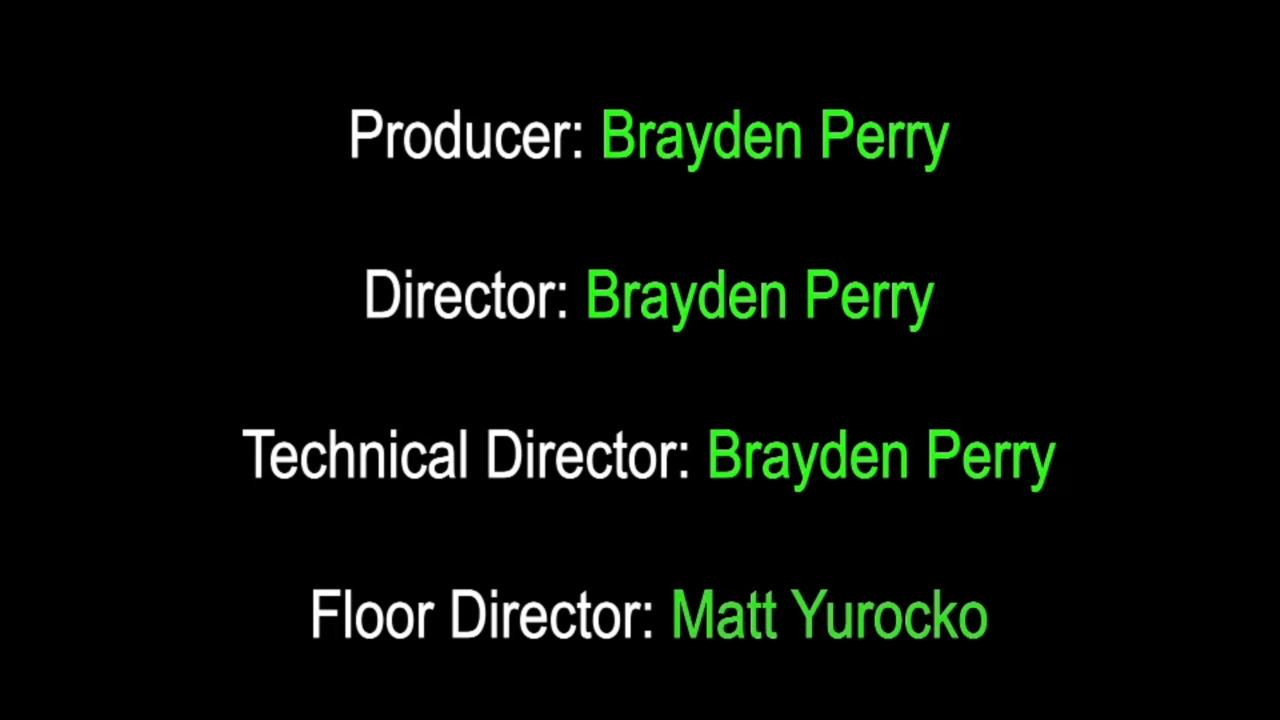 Producer: Brayden Perry
Director: Brayden Perry
Technical Director: Brayden Perry
Floor Director: Matt Yurocko